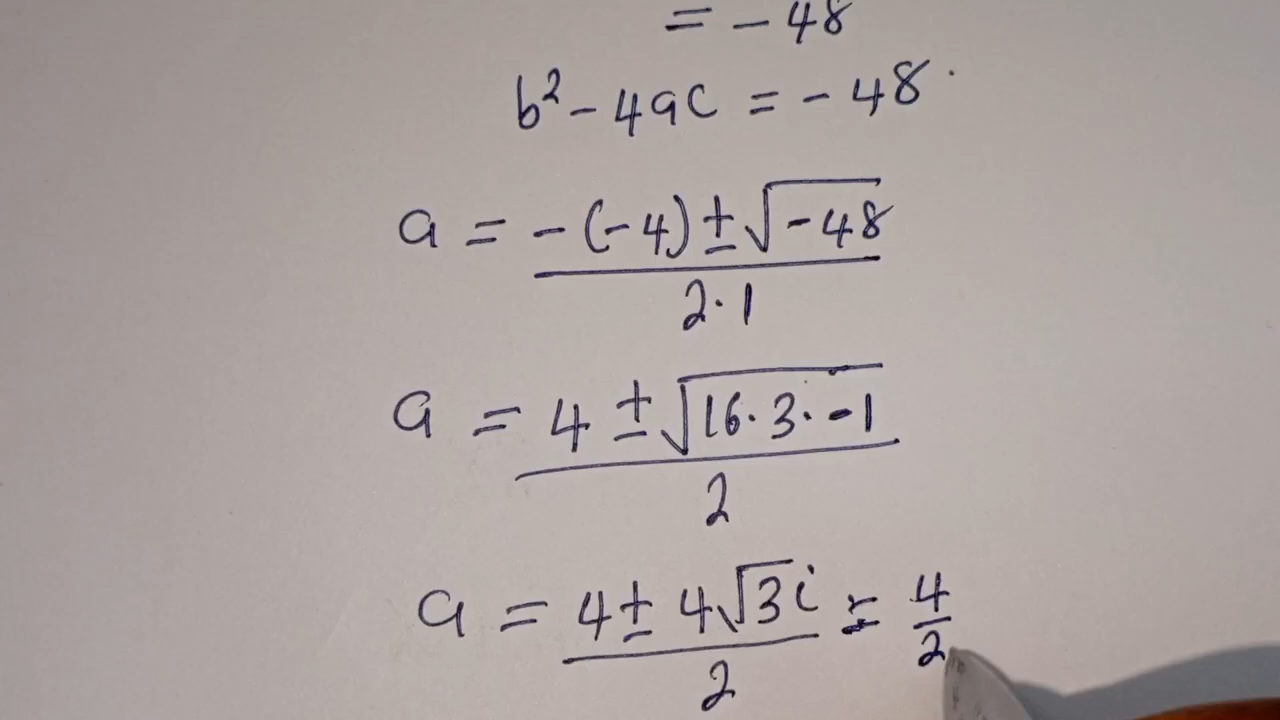 = -48
b² - 4ac = -48
a = -(-4) ± √-48 / 2·1
a = 4 ± √16·3·-1 / 2
a = 4 ± 4√3i / 2 = 4/2